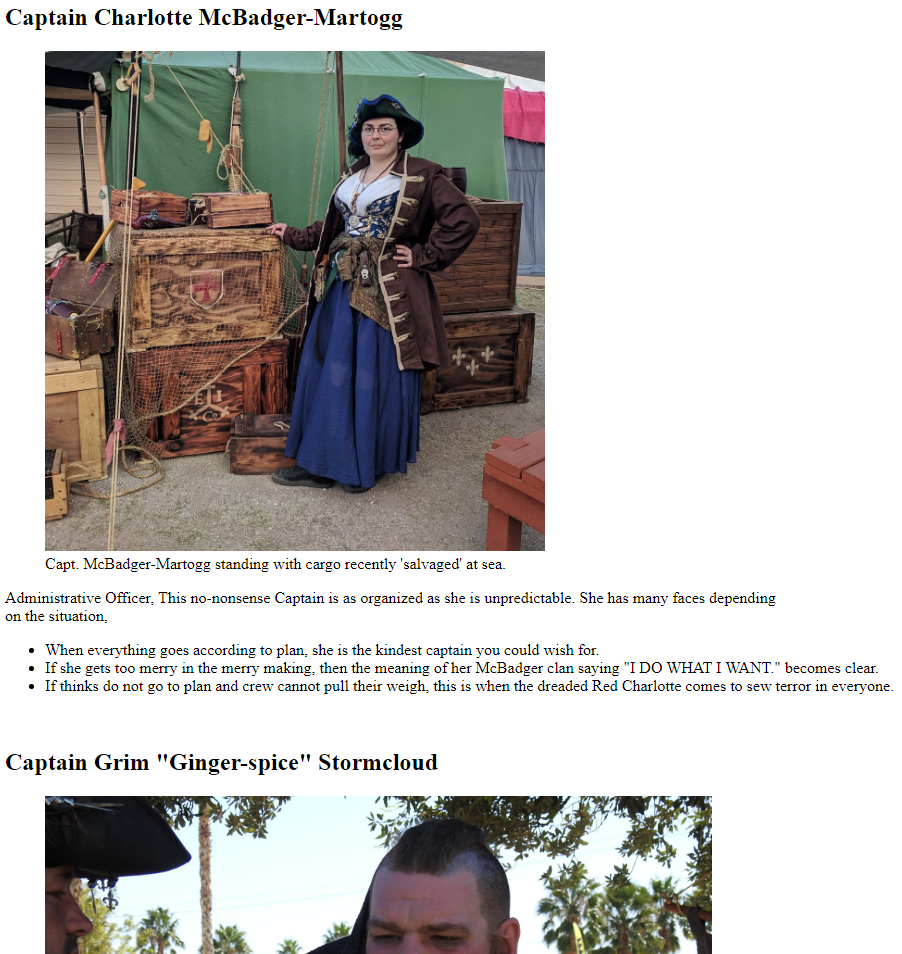 Captain Charlotte McBadger-Martogg
Capt. McBadger-Martogg standing with cargo recently 'salvaged' at sea.
Administrative Officer, This no-nonsense Captain is as organized as she is unpredictable. She has many faces depending
on the situation,
• When everything goes according to plan, she is the kindest captain you could wish for.
• If she gets too merry in the merry making, then the meaning of her McBadger clan saying "I DO WHAT I WANT." becomes clear.
• If thinks do not go to plan and crew cannot pull their weigh, this is when the dreaded Red Charlotte comes to sew terror in everyone.
Captain Grim "Ginger-spice" Stormcloud